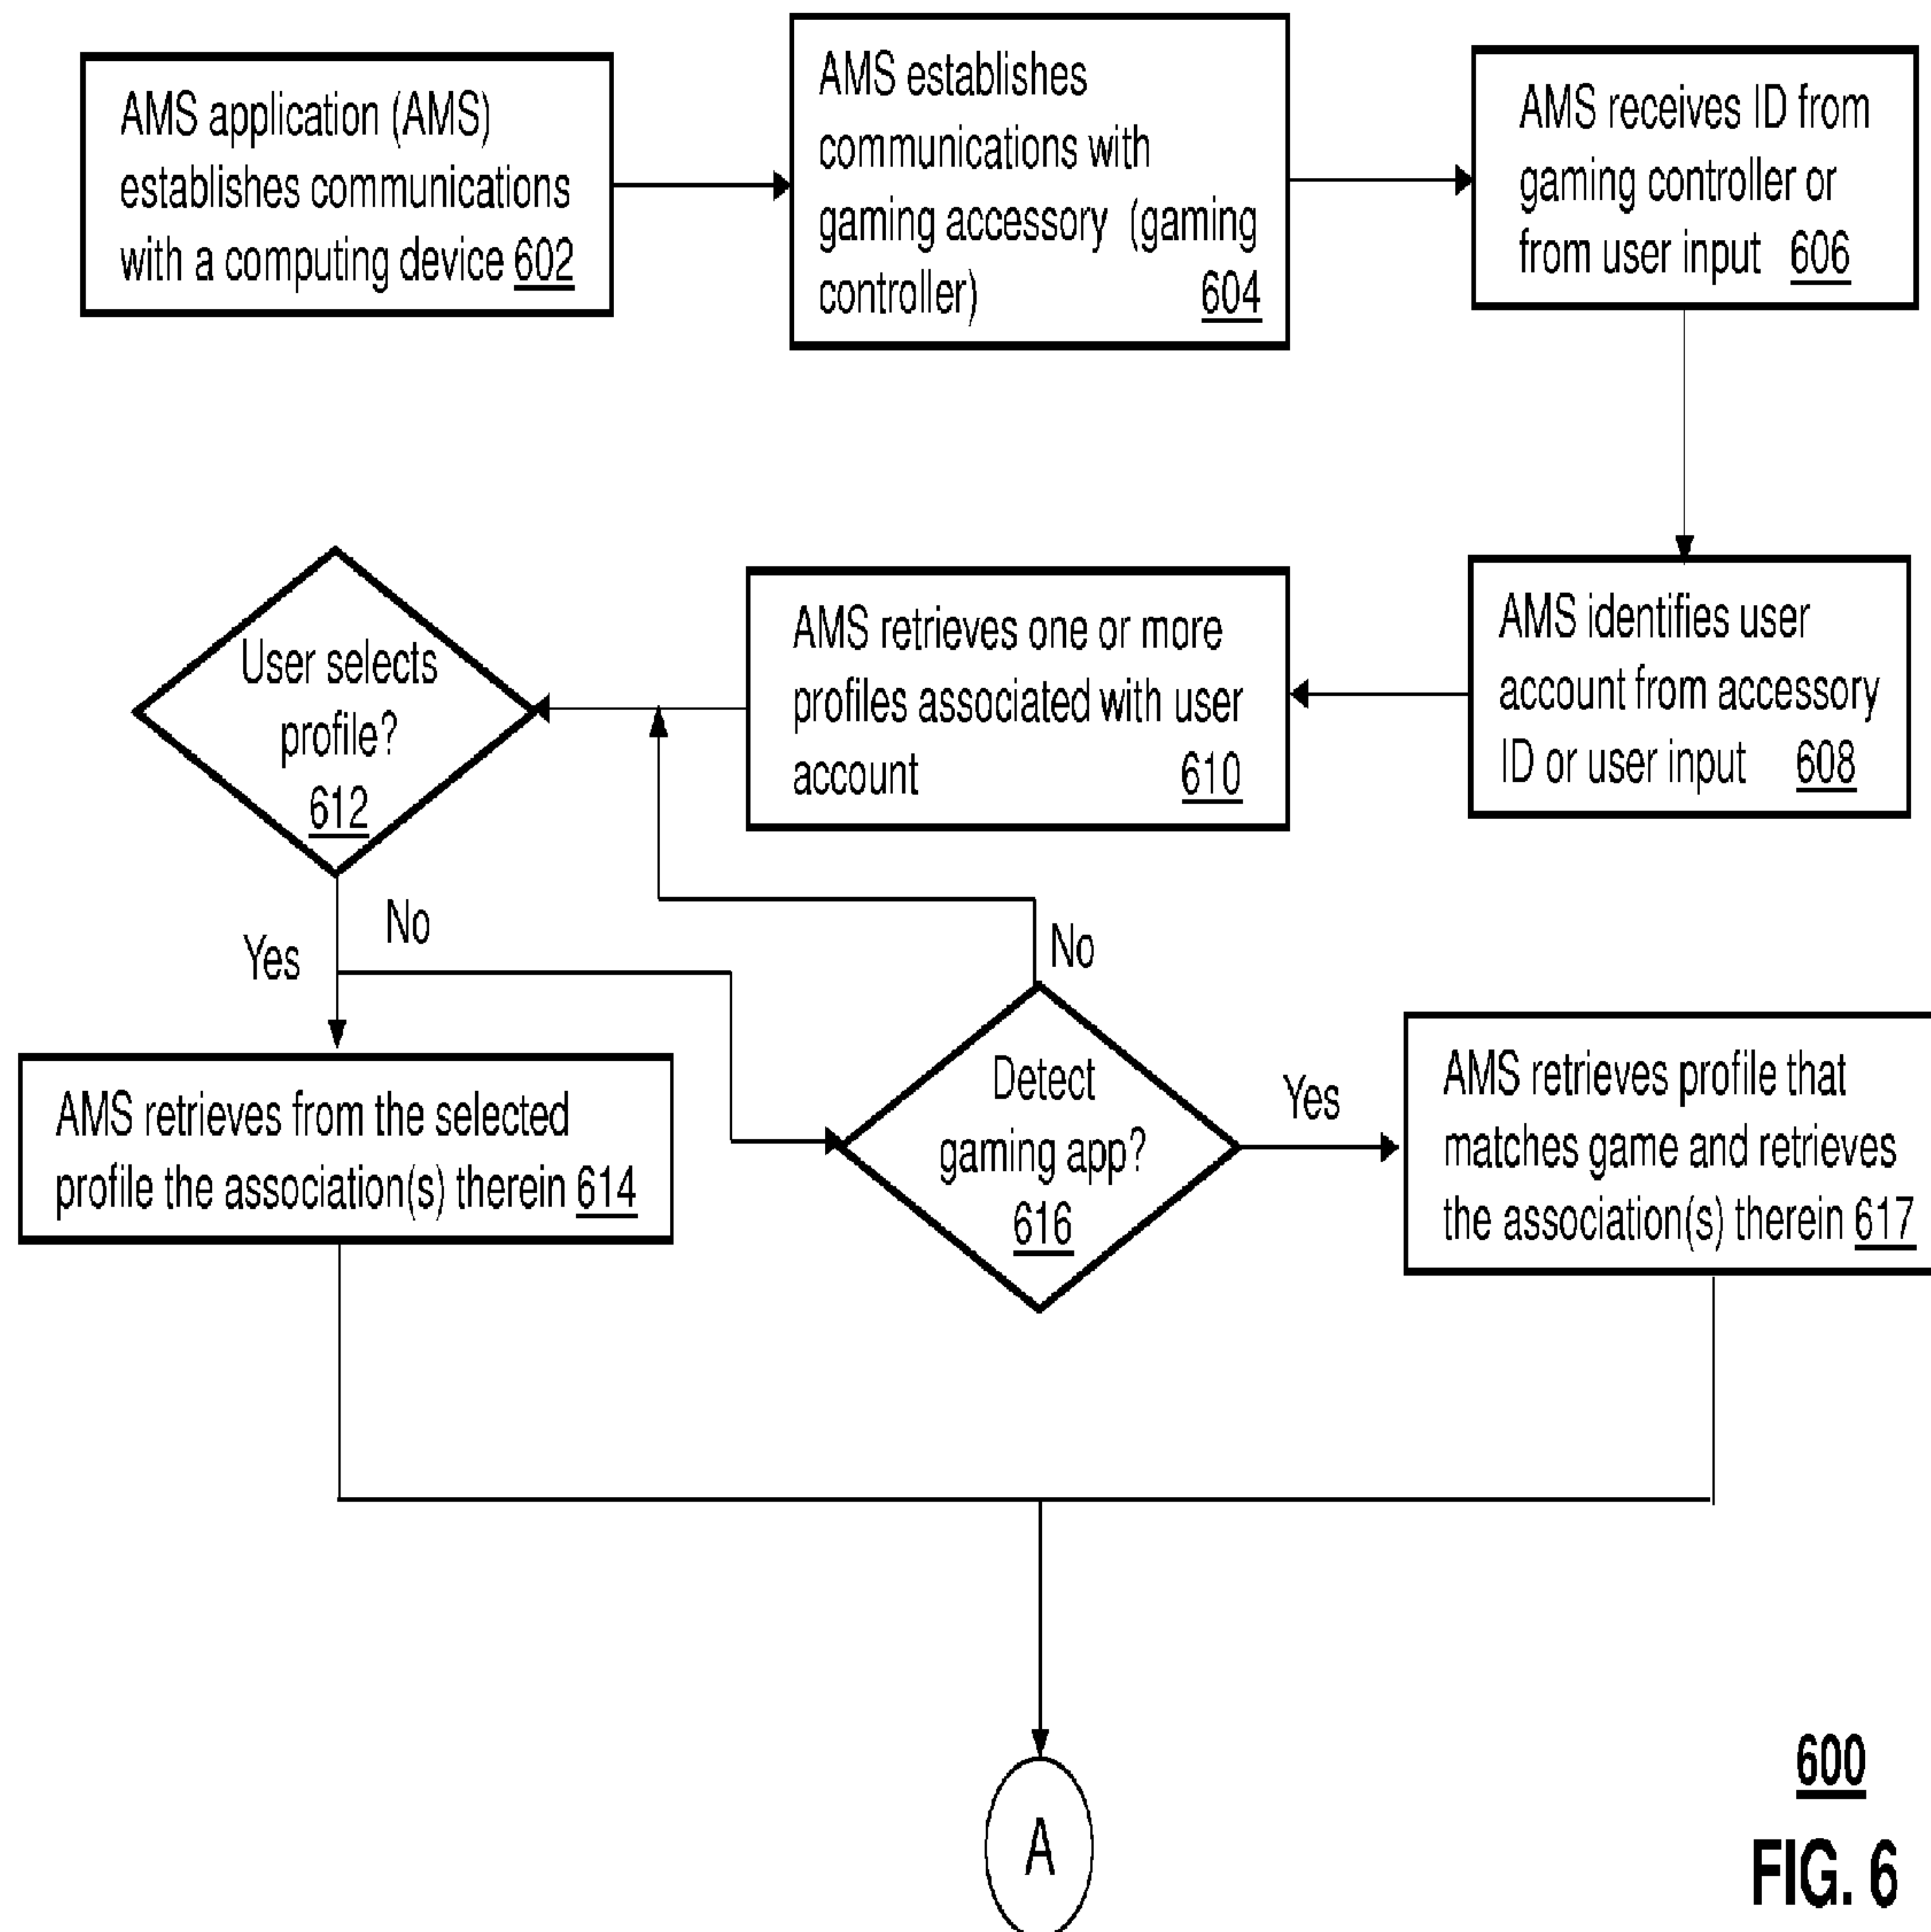 AMS application (AMS)
establishes communications
with a computing device 602
AMS establishes
communications with
gaming accessory (gaming
controller) 604
AMS receives ID from
gaming controller or
from user input 606
AMS identifies user
account from accessory
ID or user input 608
AMS retrieves one or more
profiles associated with user
account 610
User selects
profile?
612
No
Yes
AMS retrieves from the selected
profile the association(s) therein 614
No
Detect
gaming app?
616
Yes
AMS retrieves profile that
matches game and retrieves
the association(s) therein 617
A
600
FIG. 6